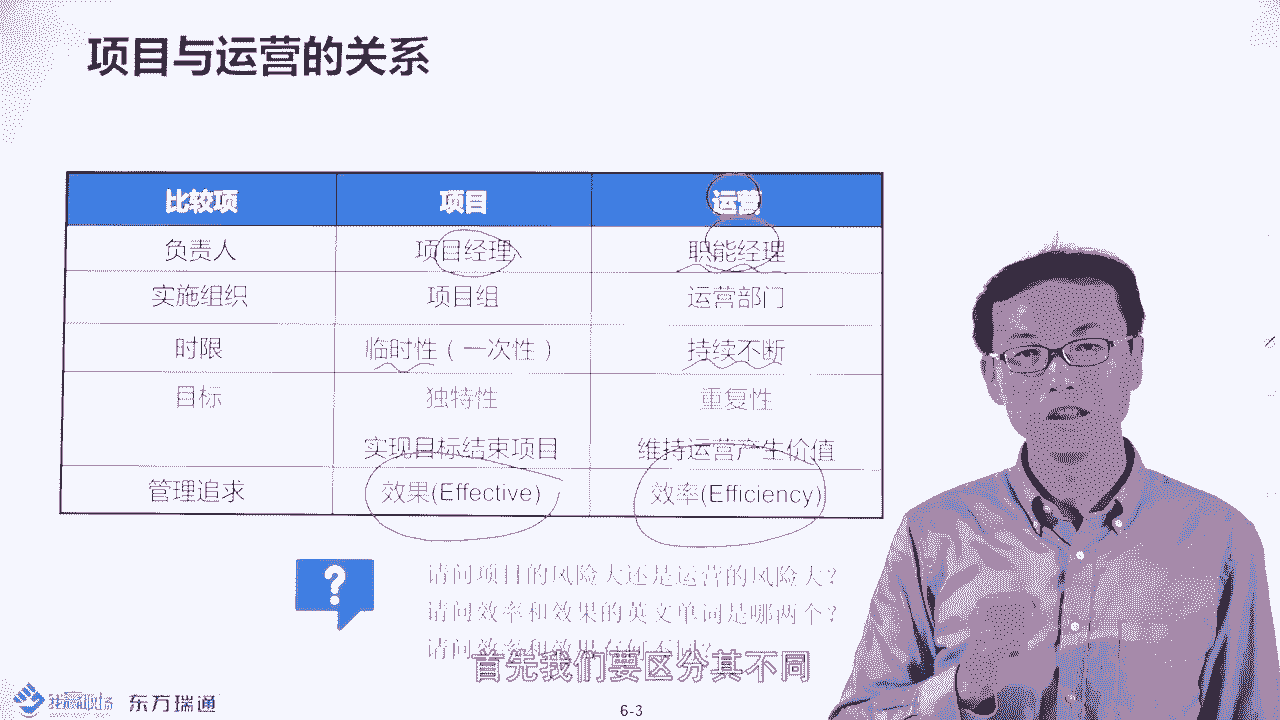 项目与运营的关系
比较项 项目 运营
负责人 项目经理 职能经理
实施组织 项目组 运营部门
时限 临时性（一次性） 持续不断
目标 独特性 重复性
实现目标结束项目 维持运营产生价值
管理追求 效果(Effective) 效率(Efficiency)
?
请问项目的风险大还是运营的风险大?
请问效率和效果的英文单词是哪两个?
请问效率和效果有何不同?
首先我们要区分其不同
东方瑞通
6-3